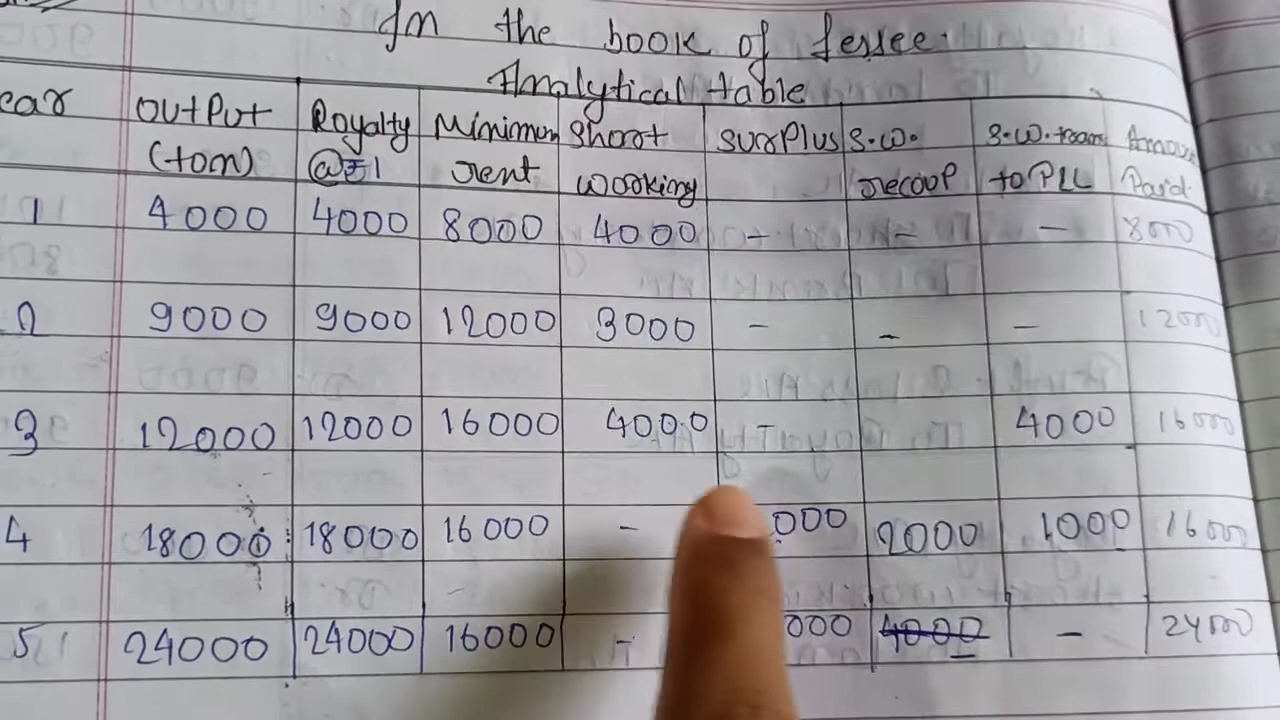 In the book of Lessee.
Analytical table
ear OutPut Royalty Minimum Short surplus S.W. S.W. Amou
(ton) @₹1 rent working recoup to P/L Paid
1 4000 4000 8000 4000 - - - 8000
2 9000 9000 12000 3000 - - - 12000
3 12000 12000 16000 4000 - 4000 16000
4 18000 18000 16000 - 000 2000 1000 16000
5 24000 24000 16000 - 000 4000 - 24000